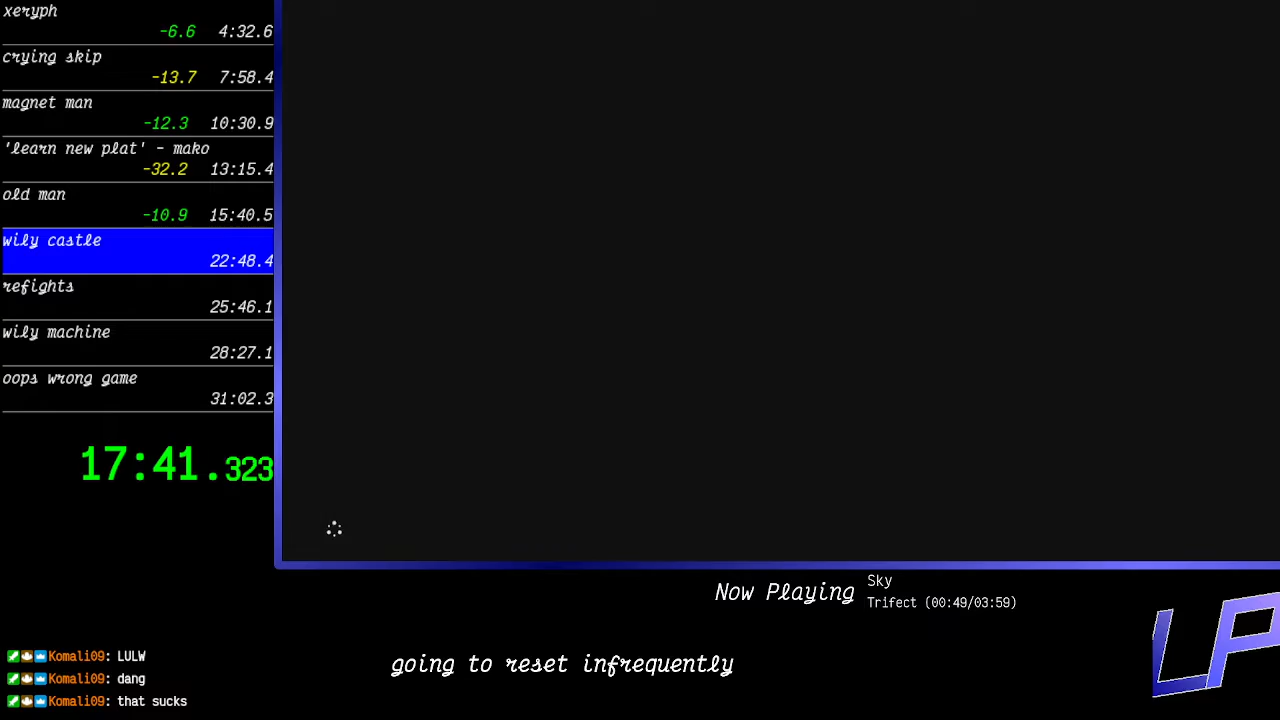 xeryph
-6.6 4:32.6
crying skip
-13.7 7:58.4
magnet man
-12.3 10:30.9
'learn new plat' - mako
-32.2 13:15.4
old man
-10.9 15:40.5
wily castle
22:48.4
refights
25:46.1
wily machine
28:27.1
oops wrong game
31:02.3
17:41.323
Now Playing
Sky
Trifect (00:49/03:59)
going to reset infrequently
LP
Komali09: LULW
Komali09: dang
Komali09: that sucks